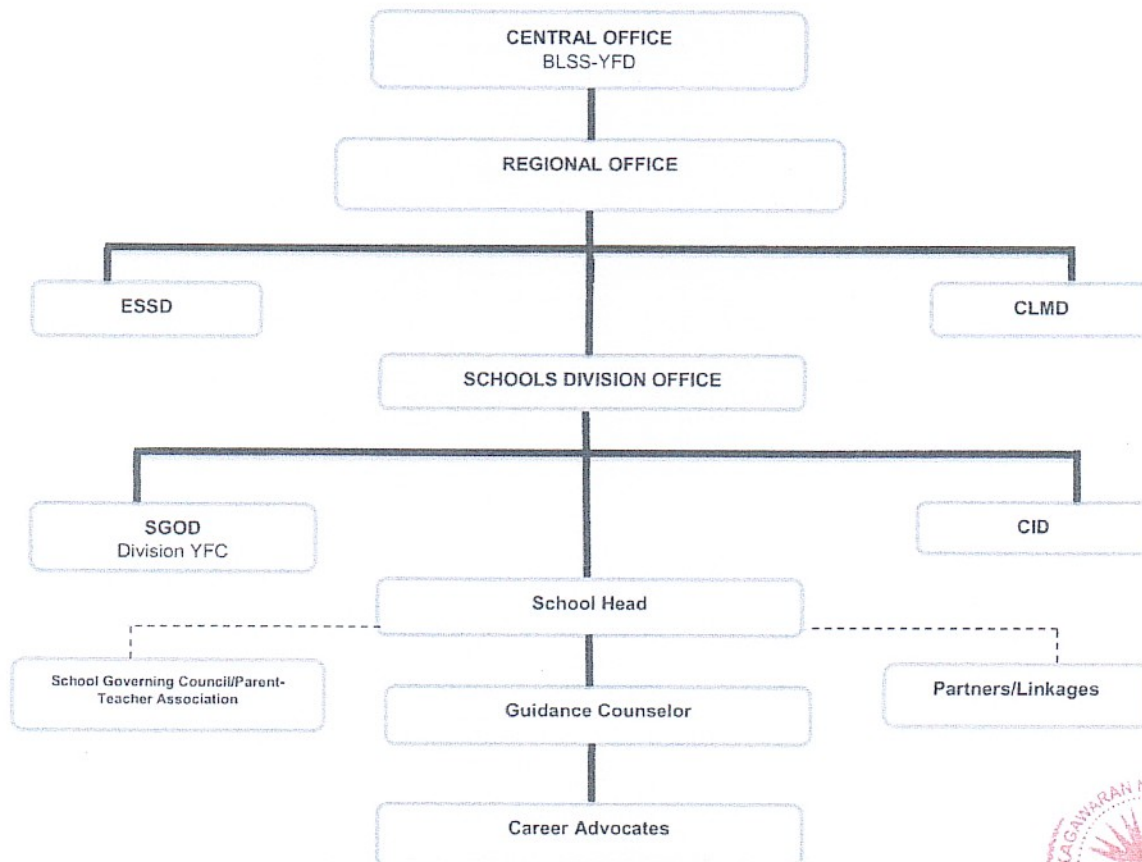 CENTRAL OFFICE
BLSS-YFD
REGIONAL OFFICE
ESSD
CLMD
SCHOOLS DIVISION OFFICE
SGOD
Division YFC
CID
School Head
School Governing Council/Parent-
Teacher Association
Partners/Linkages
Guidance Counselor
Career Advocates